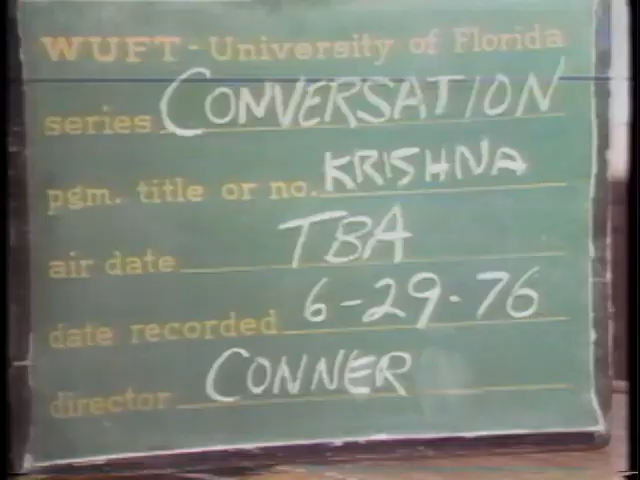 WUFT - University of Florida
series CONVERSATION
pgm. title or no. KRISHNA
air date TBA
date recorded 6-29-76
director CONNER